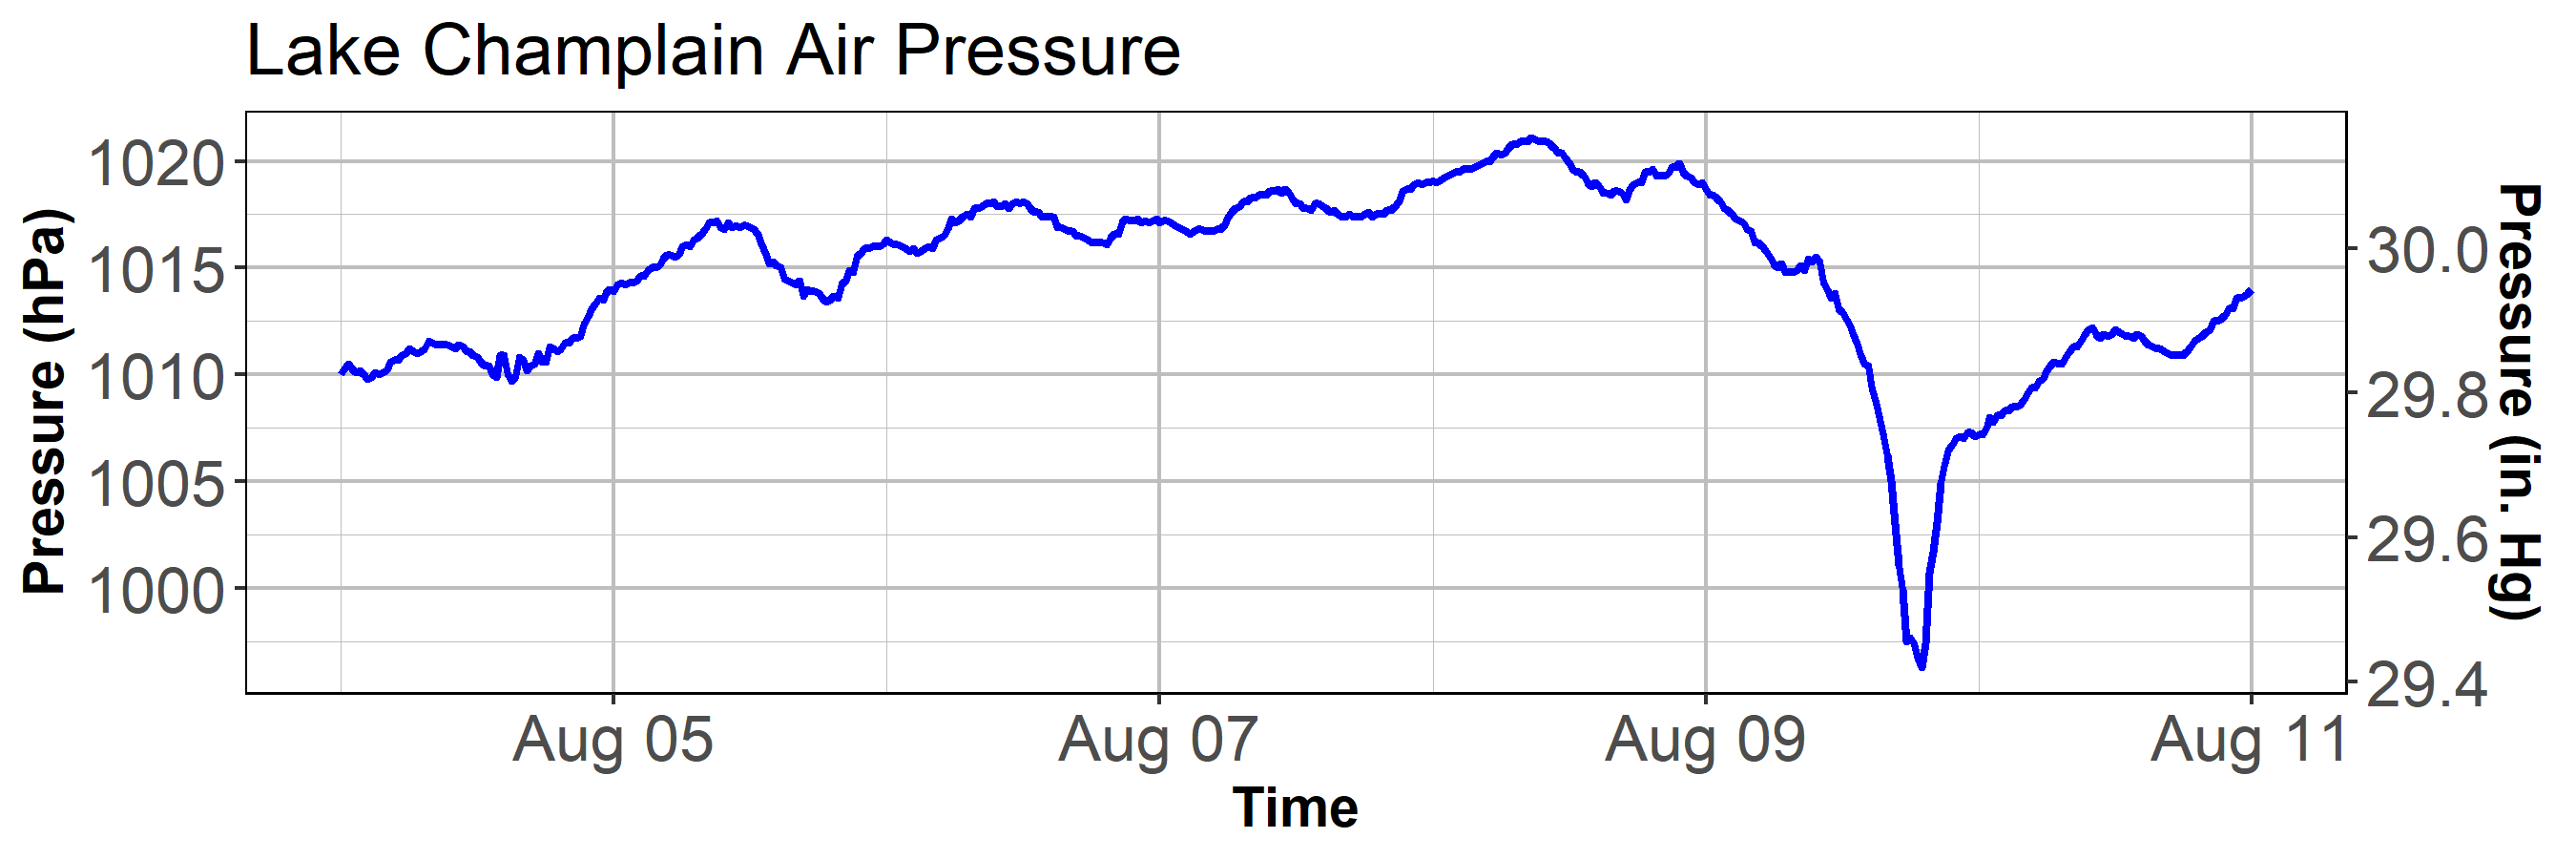 Lake Champlain Air Pressure
Pressure (hPa)
1020
1015
1010
1005
1000
30.0
29.8
29.6
29.4
Pressure (in. Hg)
Aug 05 Aug 07 Aug 09 Aug 11
Time